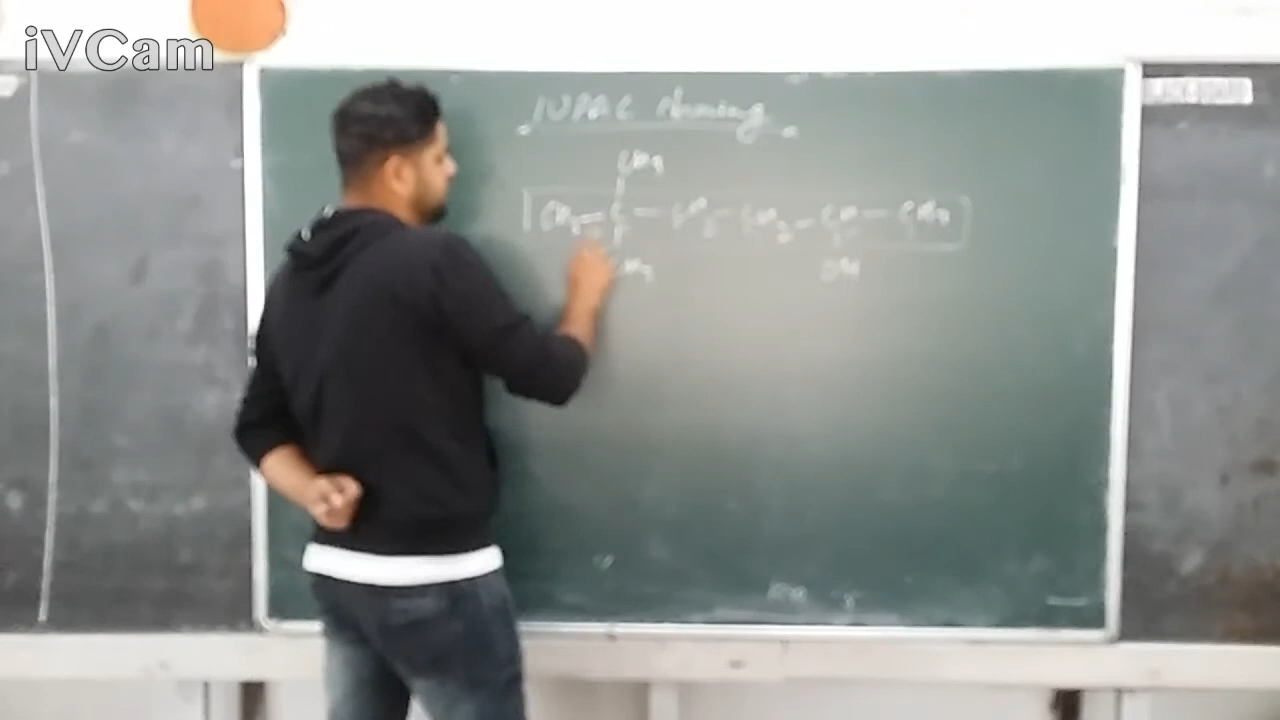 iVCam
IUPAC Naming
CH3
CH3 – C – CH2 – CH2 – CH – CH3
CH3 OH